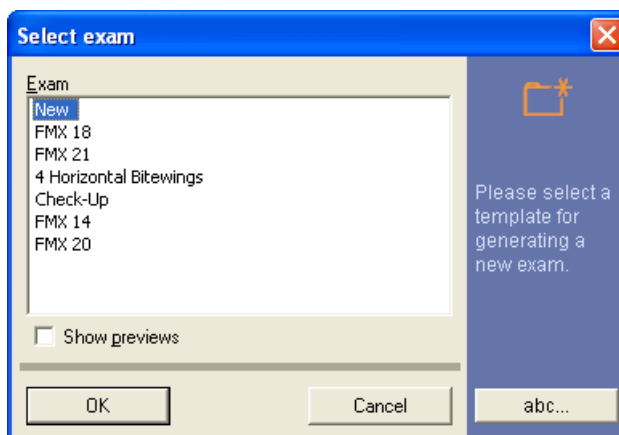 Select exam
Exam
New
FMX 18
FMX 21
4 Horizontal Bitewings
Check-Up
FMX 14
FMX 20
Show previews
OK
Cancel
Please select a
template for
generating a
new exam.
abc...